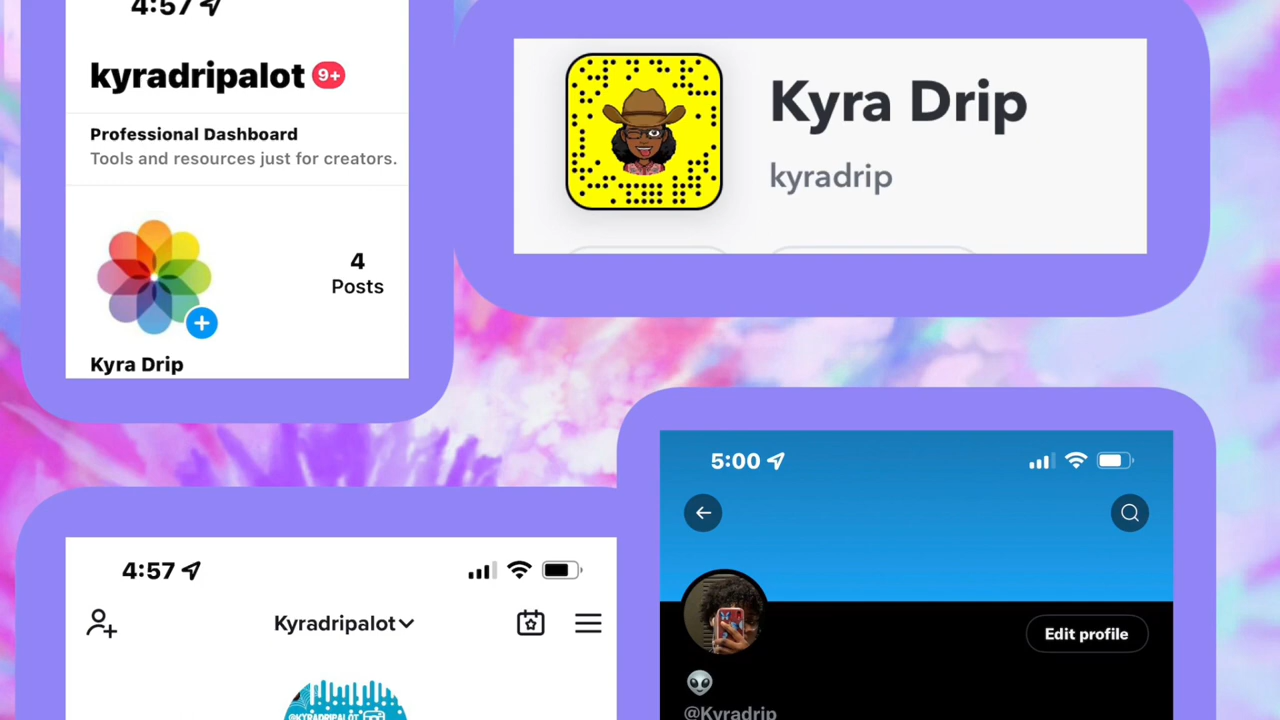 4:57
kyradripalot 9+
Professional Dashboard
Tools and resources just for creators.
4
Posts
Kyra Drip
Kyra Drip
kyradrip
4:57
Kyradripalot
@KYRADRIPALOT
5:00
Edit profile
@Kyradrip